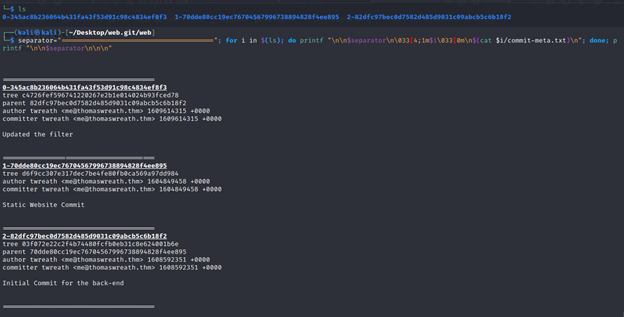 └─$ ls
0-345ac8b236064b431fa43f53d91c98c4834ef8f3  1-70dde80cc19ec76704567996738894828f4ee895  2-82dfc97bec0d7582d485d9031c09abcb5c6b18f2
┌──(kali㉿kali)-[~/Desktop/web.git/web]
└─$ separator="======================================="; for i in $(ls); do printf "\n\n$separator\n\033[4;1m$i\033[0m\n$(cat $i/commit-meta.txt)\n"; done; p
rintf "\n\n$separator\n\n\n"
=======================================
0-345ac8b236064b431fa43f53d91c98c4834ef8f3
tree c4726fef596741220267e2b1e014024b93fced78
parent 82dfc97bec0d7582d485d9031c09abcb5c6b18f2
author twreath <me@thomaswreath.thm> 1609614315 +0000
committer twreath <me@thomaswreath.thm> 1609614315 +0000
Updated the filter
=======================================
1-70dde80cc19ec76704567996738894828f4ee895
tree d6f9cc307e317dec7be4fe80fb0ca569a97dd984
author twreath <me@thomaswreath.thm> 1604849458 +0000
committer twreath <me@thomaswreath.thm> 1604849458 +0000
Static Website Commit
=======================================
2-82dfc97bec0d7582d485d9031c09abcb5c6b18f2
tree 03f072e22c2f4b74480fcfb0eb31c8e624001b6e
parent 70dde80cc19ec76704567996738894828f4ee895
author twreath <me@thomaswreath.thm> 1608592351 +0000
committer twreath <me@thomaswreath.thm> 1608592351 +0000
Initial Commit for the back-end
=======================================